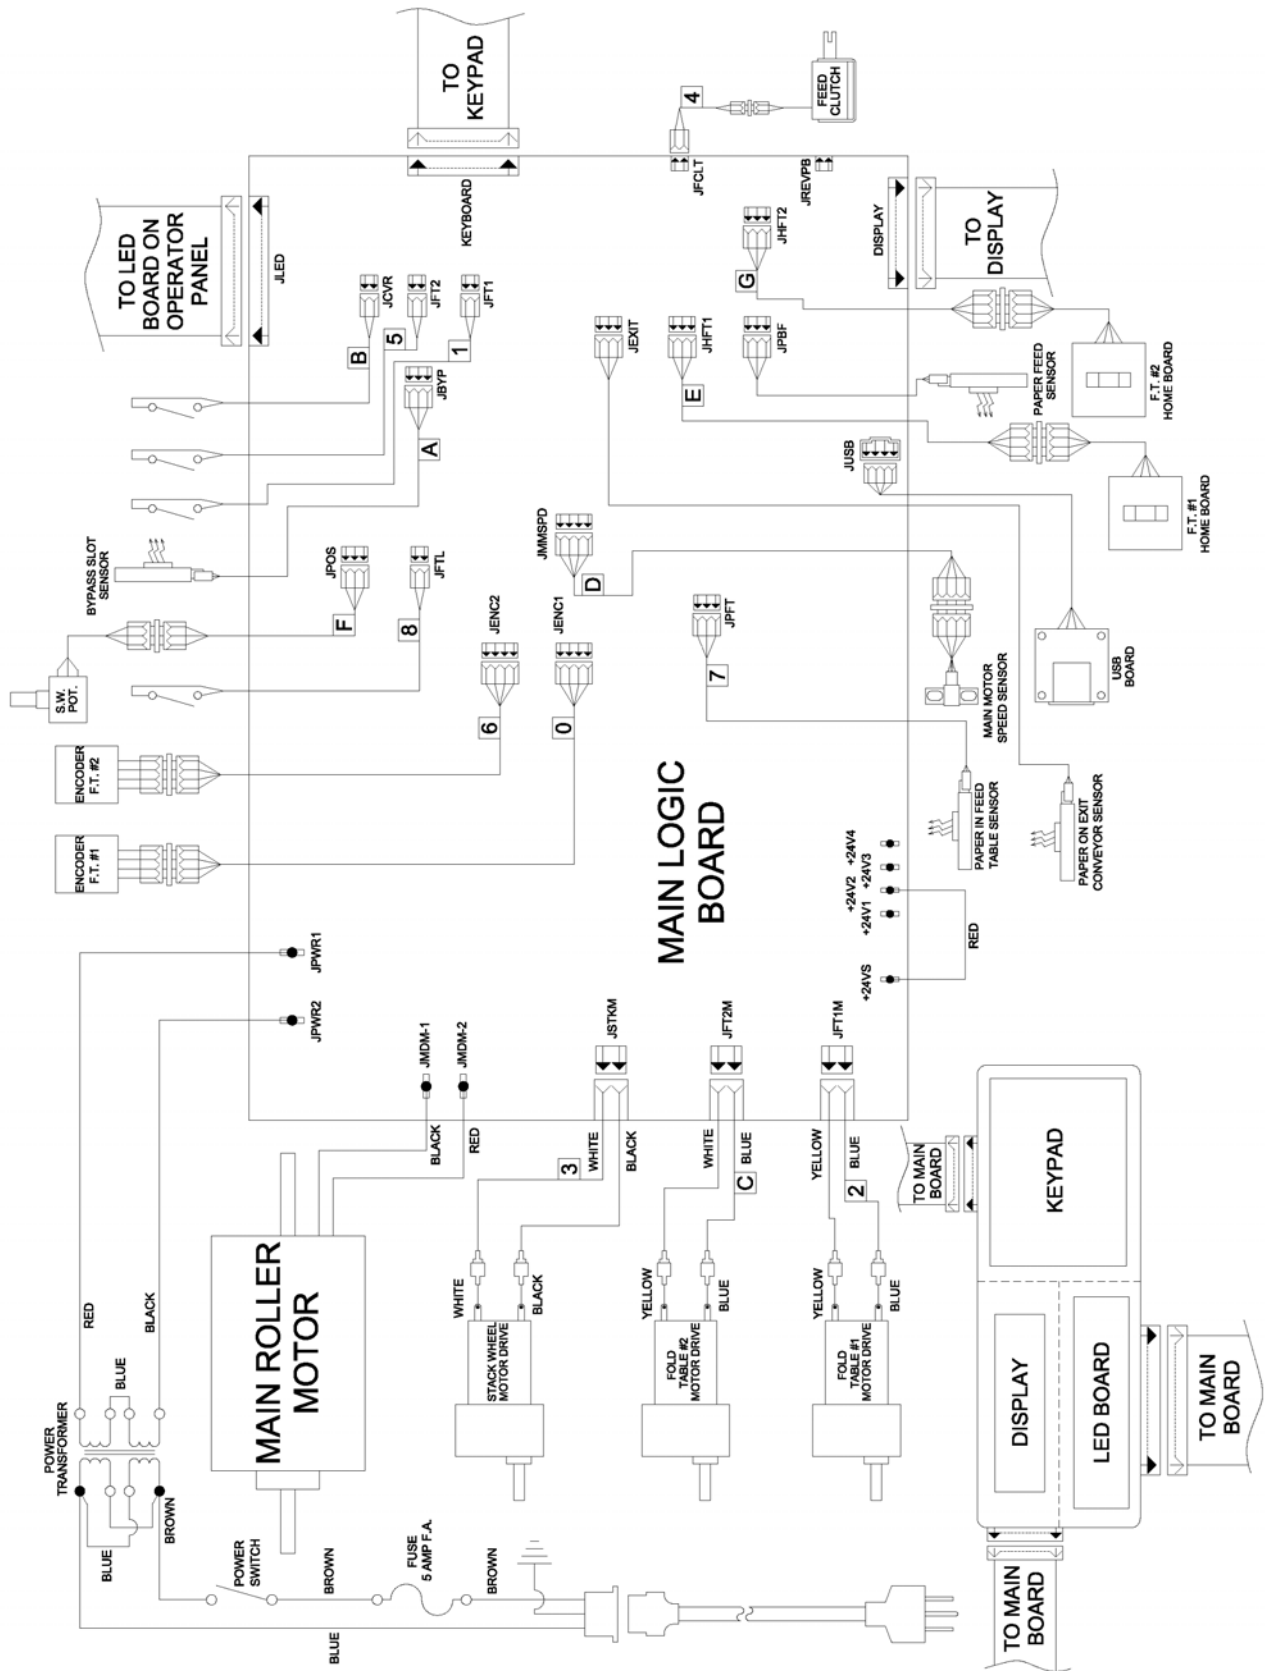 TO
KEYPAD
KEYBOARD
4
JFCLT
FEED
CLUTCH
JREVPB
TO LED
BOARD ON
OPERATOR
PANEL
JLED
JCVR
JFT2
JFT1
B
5
1
JBYP
A
JHFT2
G
DISPLAY
TO
DISPLAY
JEXIT
JHFT1
JPBF
E
PAPER FEED
SENSOR
F.T. #2
HOME BOARD
F.T. #1
HOME BOARD
BYPASS SLOT
SENSOR
JPOS
JFTL
F
8
S.W.
POT.
JMMSPD
D
JUSB
JPFT
7
USB
BOARD
MAIN MOTOR
SPEED SENSOR
JENC2
JENC1
6
0
ENCODER
F.T. #2
ENCODER
F.T. #1
PAPER IN FEED
TABLE SENSOR
PAPER ON EXIT
CONVEYOR SENSOR
MAIN LOGIC
BOARD
+24V4
+24V3
+24V2
+24V1
+24VS
RED
JPWR1
JPWR2
JMDM-1
JMDM-2
BLACK
RED
JSTKM
JFT2M
JFT1M
WHITE
BLACK
3
WHITE
BLUE
C
YELLOW
BLUE
2
RED
BLACK
BLUE
POWER
TRANSFORMER
BLUE
BROWN
MAIN ROLLER
MOTOR
WHITE
BLACK
STACK WHEEL
MOTOR DRIVE
YELLOW
BLUE
FOLD
TABLE #2
MOTOR DRIVE
YELLOW
BLUE
FOLD
TABLE #1
MOTOR DRIVE
POWER
SWITCH
BROWN
FUSE
5 AMP F.A.
BROWN
BLUE
TO MAIN
BOARD
KEYPAD
DISPLAY
LED BOARD
TO MAIN
BOARD
TO MAIN
BOARD